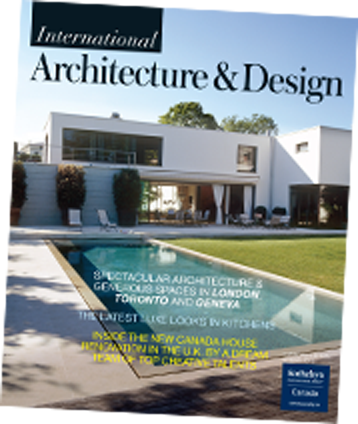 International
Architecture & Design
SPECTACULAR ARCHITECTURE &
GENEROUS SPACES IN LONDON,
TORONTO AND GENEVA
THE LATEST LUXE LOOKS IN KITCHENS
INSIDE THE NEW CANADA HOUSE
RENOVATION IN THE U.K. BY A DREAM
TEAM OF TOP CREATIVE TALENTS
Sotheby's
Canada